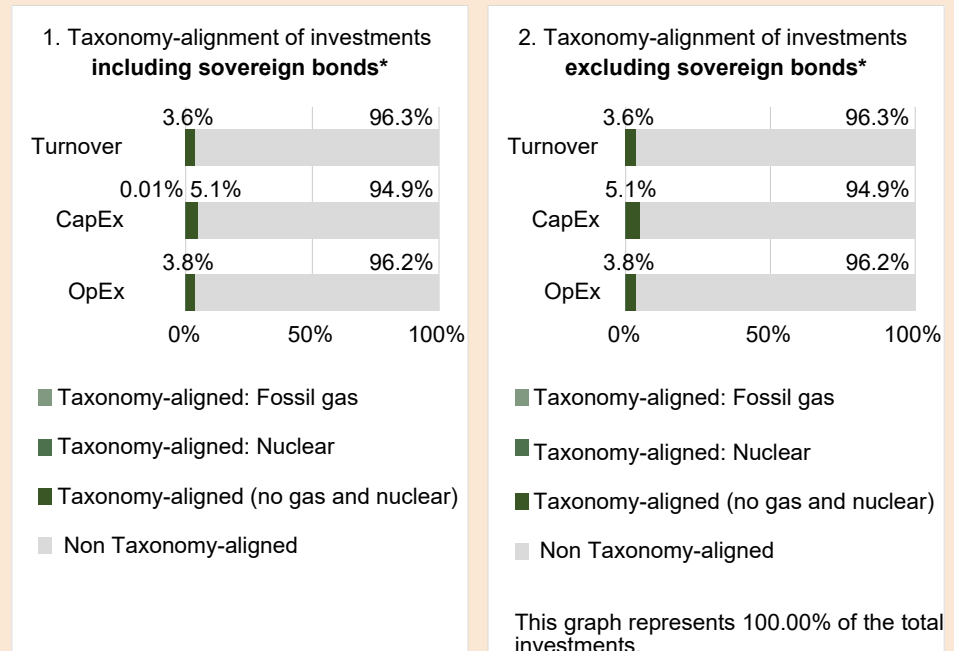 1. Taxonomy-alignment of investments
including sovereign bonds*
3.6% 96.3%
Turnover
0.01% 5.1% 94.9%
CapEx
3.8% 96.2%
OpEx
0% 50% 100%
Taxonomy-aligned: Fossil gas
Taxonomy-aligned: Nuclear
Taxonomy-aligned (no gas and nuclear)
Non Taxonomy-aligned
2. Taxonomy-alignment of investments
excluding sovereign bonds*
3.6% 96.3%
Turnover
5.1% 94.9%
CapEx
3.8% 96.2%
OpEx
0% 50% 100%
Taxonomy-aligned: Fossil gas
Taxonomy-aligned: Nuclear
Taxonomy-aligned (no gas and nuclear)
Non Taxonomy-aligned
This graph represents 100.00% of the total
investments.